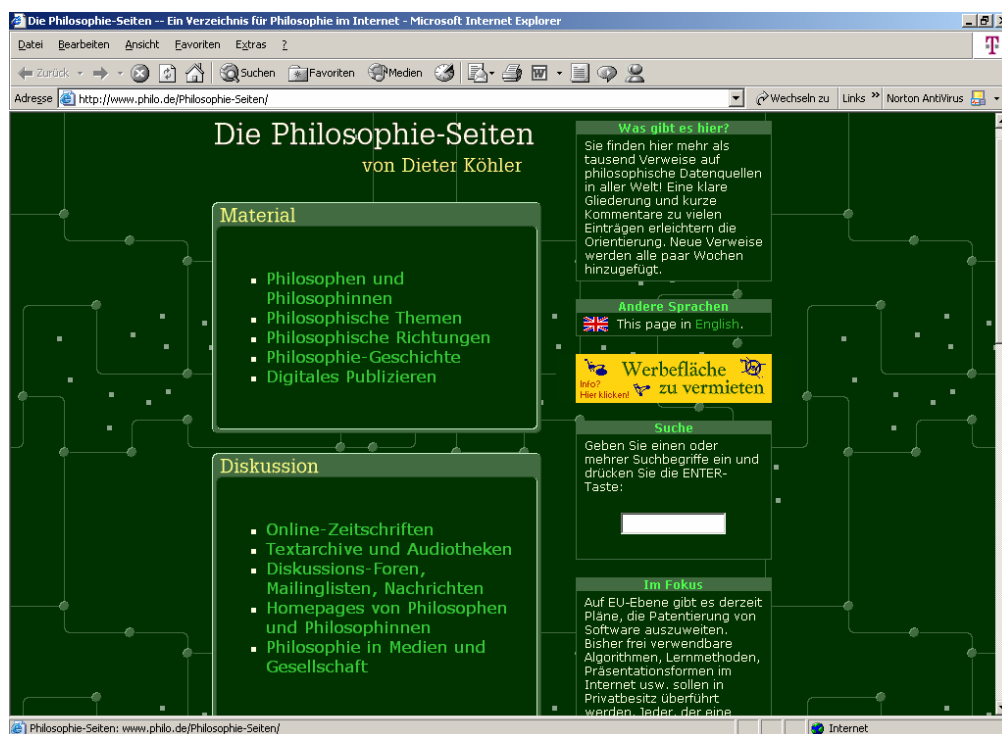 Die Philosophie-Seiten -- Ein Verzeichnis für Philosophie im Internet - Microsoft Internet Explorer
Datei Bearbeiten Ansicht Favoriten Extras ?
Zurück Suchen Favoriten Medien
Adresse http://www.philo.de/Philosophie-Seiten/ Wechseln zu Links » Norton AntiVirus
Die Philosophie-Seiten
von Dieter Köhler
Material
Philosophen und
Philosophinnen
Philosophische Themen
Philosophische Richtungen
Philosophie-Geschichte
Digitales Publizieren
Diskussion
Online-Zeitschriften
Textarchive und Audiotheken
Diskussions-Foren,
Mailinglisten, Nachrichten
Homepages von Philosophen
und Philosophinnen
Philosophie in Medien und
Gesellschaft
Was gibt es hier?
Sie finden hier mehr als
tausend Verweise auf
philosophische Datenquellen
in aller Welt! Eine klare
Gliederung und kurze
Kommentare zu vielen
Einträgen erleichtern die
Orientierung. Neue Verweise
werden alle paar Wochen
hinzugefügt.
Andere Sprachen
This page in English.
Werbefläche
zu vermieten
Info?
Hier klicken!
Suche
Geben Sie einen oder
mehrer Suchbegriffe ein und
drücken Sie die ENTER-
Taste:
Im Fokus
Auf EU-Ebene gibt es derzeit
Pläne, die Patentierung von
Software auszuweiten.
Bisher frei verwendbare
Algorithmen, Lernmethoden,
Präsentationsformen im
Internet usw. sollen in
Privatbesitz überführt
werden. Jeder, der eine
Philosophie-Seiten: www.philo.de/Philosophie-Seiten/ Internet